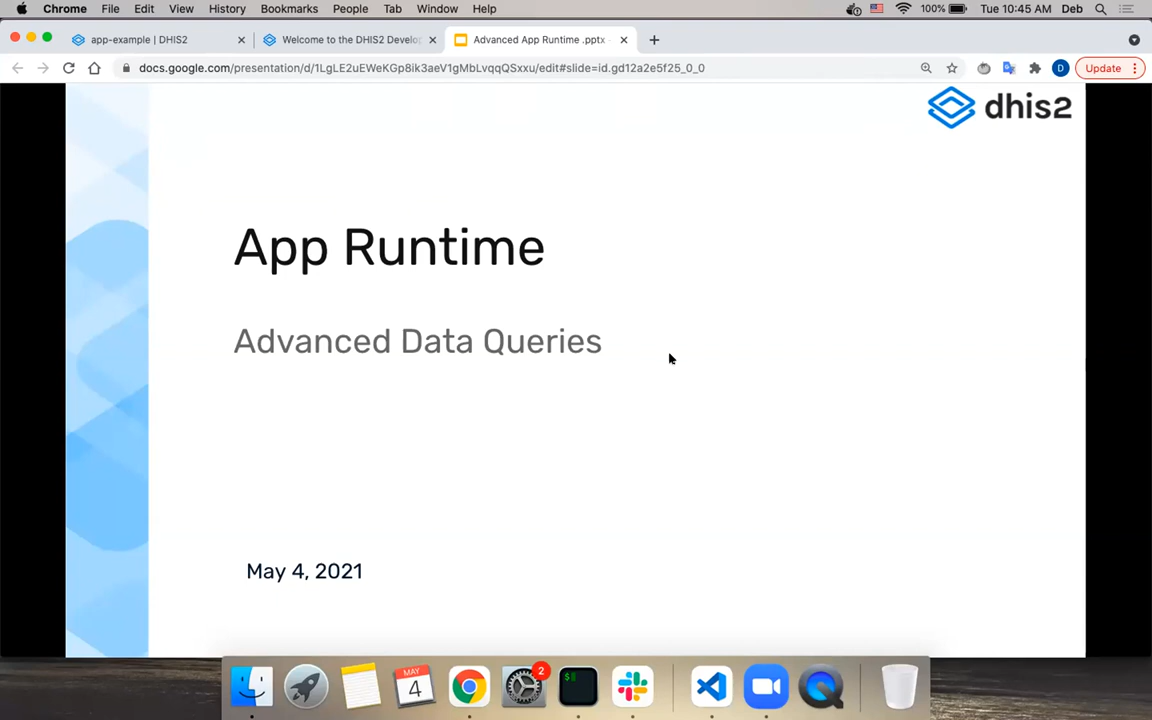 Chrome File Edit View History Bookmarks People Tab Window Help 100% Tue 10:45 AM Deb
app-example | DHIS2
Welcome to the DHIS2 Develo
Advanced App Runtime .pptx -
docs.google.com/presentation/d/1LgLE2uEWeKGp8ik3aeV1gMbLvqqQSxxu/edit#slide=id.gd12a2e5f25_0_0
D
Update
dhis2
App Runtime
Advanced Data Queries
May 4, 2021
MAY
4
2
$